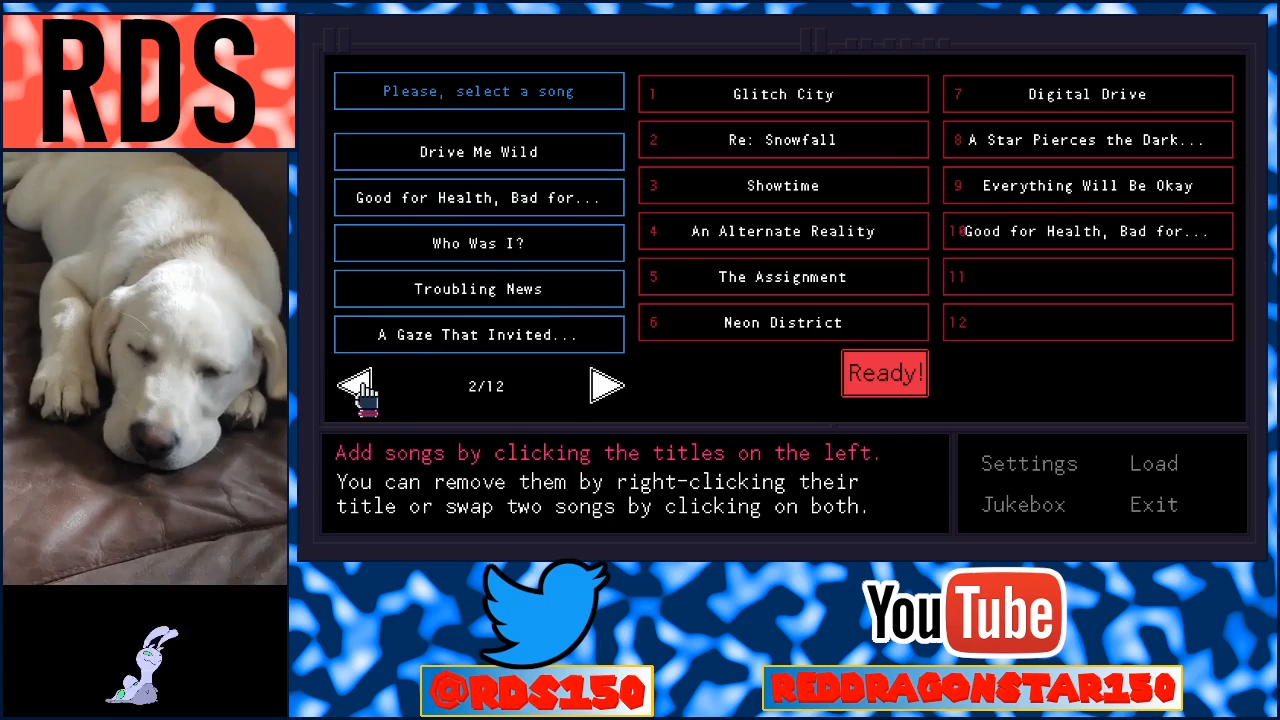 RDS
Please, select a song
Drive Me Wild
Good for Health, Bad for...
Who Was I?
Troubling News
A Gaze That Invited...
2/12
1 Glitch City
2 Re: Snowfall
3 Showtime
4 An Alternate Reality
5 The Assignment
6 Neon District
7 Digital Drive
8 A Star Pierces the Dark...
9 Everything Will Be Okay
10 Good for Health, Bad for...
11
12
Ready!
Add songs by clicking the titles on the left.
You can remove them by right-clicking their
title or swap two songs by clicking on both.
Settings Load
Jukebox Exit
YouTube
@RDS150
REDDRAGONSTAR150